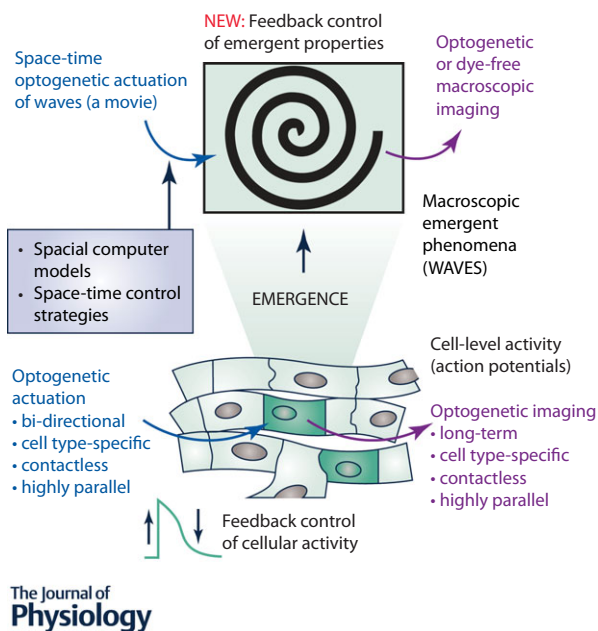 NEW: Feedback control
of emergent properties
Space-time
optogenetic actuation
of waves (a movie)
Optogenetic
or dye-free
macroscopic
imaging
• Spacial computer
models
• Space-time control
strategies
Macroscopic
emergent
phenomena
(WAVES)
EMERGENCE
Cell-level activity
(action potentials)
Optogenetic
actuation
• bi-directional
• cell type-specific
• contactless
• highly parallel
Optogenetic imaging
• long-term
• cell type-specific
• contactless
• highly parallel
Feedback control
of cellular activity
The Journal of
Physiology